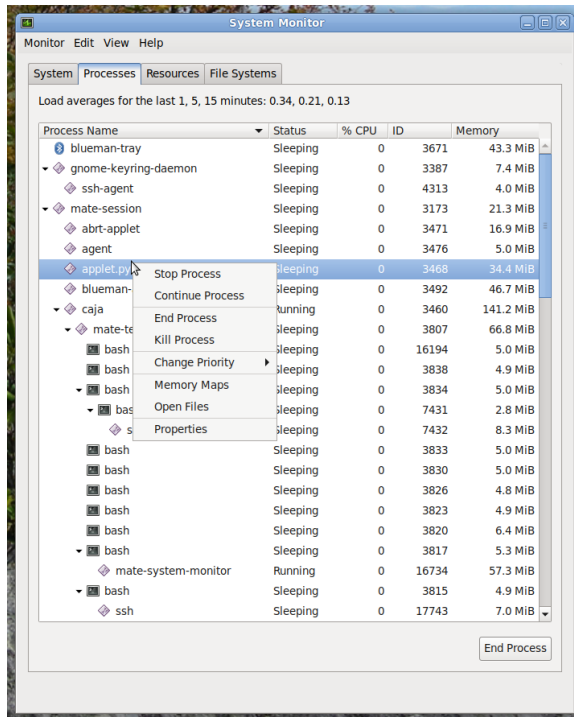 System Monitor
Monitor Edit View Help
System Processes Resources File Systems
Load averages for the last 1, 5, 15 minutes: 0.34, 0.21, 0.13
Process Name Status % CPU ID Memory
blueman-tray Sleeping 0 3671 43.3 MiB
gnome-keyring-daemon Sleeping 0 3387 7.4 MiB
ssh-agent Sleeping 0 4313 4.0 MiB
mate-session Sleeping 0 3173 21.3 MiB
abrt-applet Sleeping 0 3471 16.9 MiB
agent Sleeping 0 3476 5.0 MiB
applet.py Sleeping 0 3468 34.4 MiB
Stop Process
blueman- Sleeping 0 3492 46.7 MiB
Continue Process
caja Running 0 3460 141.2 MiB
End Process
mate-te Sleeping 0 3807 66.8 MiB
Kill Process
bash Sleeping 0 16194 5.0 MiB
Change Priority
bash Sleeping 0 3838 4.9 MiB
Memory Maps
bash Sleeping 0 3834 5.0 MiB
Open Files
bas Sleeping 0 7431 2.8 MiB
Properties
s Sleeping 0 7432 8.3 MiB
bash Sleeping 0 3833 5.0 MiB
bash Sleeping 0 3830 5.0 MiB
bash Sleeping 0 3826 4.8 MiB
bash Sleeping 0 3823 4.9 MiB
bash Sleeping 0 3820 6.4 MiB
bash Sleeping 0 3817 5.3 MiB
mate-system-monitor Running 0 16734 57.3 MiB
bash Sleeping 0 3815 4.9 MiB
ssh Sleeping 0 17743 7.0 MiB
End Process